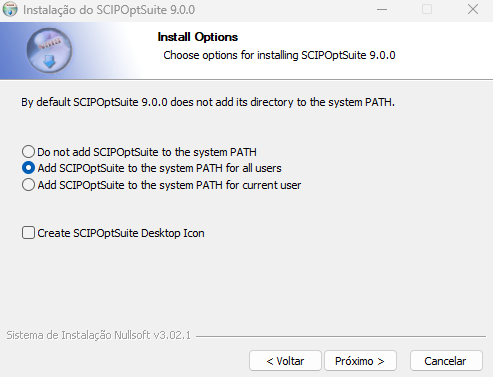 Instalação do SCIPOptSuite 9.0.0
Install Options
Choose options for installing SCIPOptSuite 9.0.0
By default SCIPOptSuite 9.0.0 does not add its directory to the system PATH.
Do not add SCIPOptSuite to the system PATH
Add SCIPOptSuite to the system PATH for all users
Add SCIPOptSuite to the system PATH for current user
Create SCIPOptSuite Desktop Icon
Sistema de Instalação Nullsoft v3.02.1
< Voltar
Próximo >
Cancelar